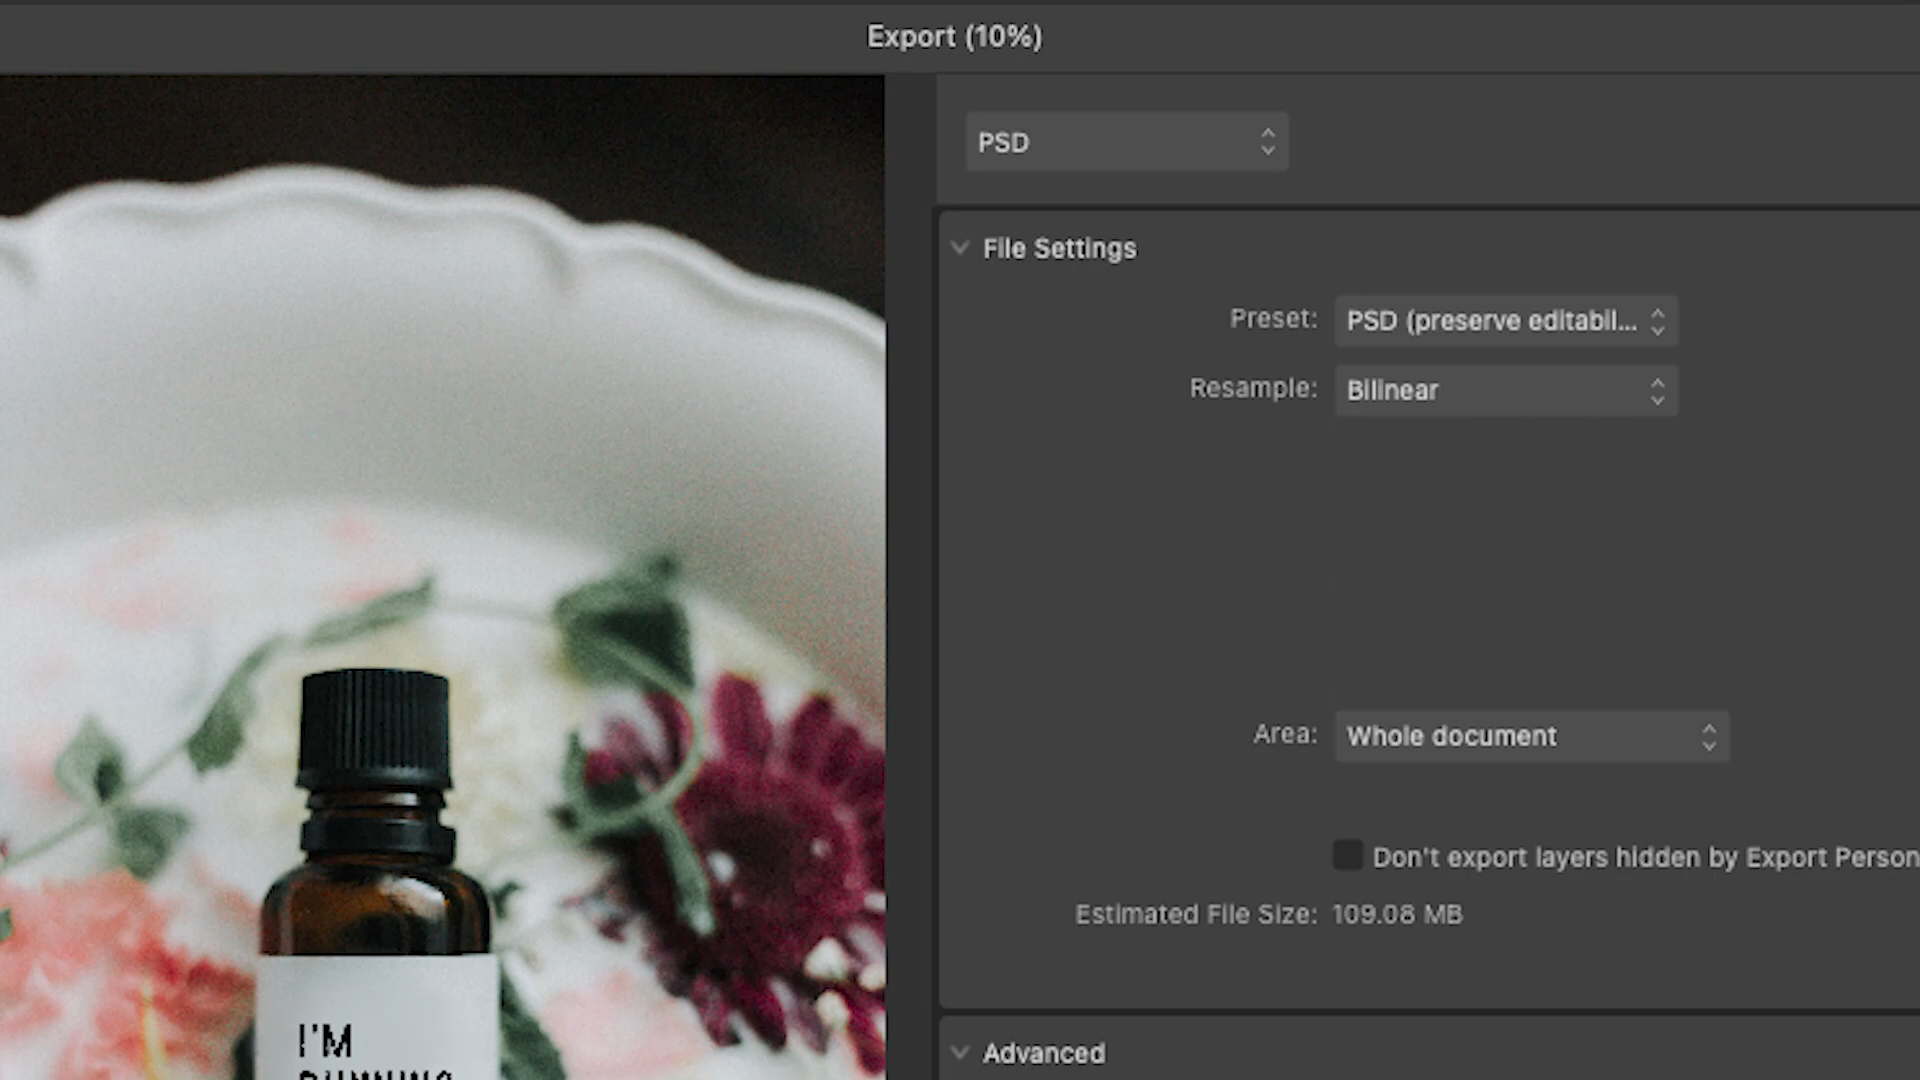 Export (10%)
PSD
File Settings
Preset: PSD (preserve editabil...
Resample: Bilinear
Area: Whole document
Don't export layers hidden by Export Person
Estimated File Size: 109.08 MB
Advanced
I'M
RUNNING